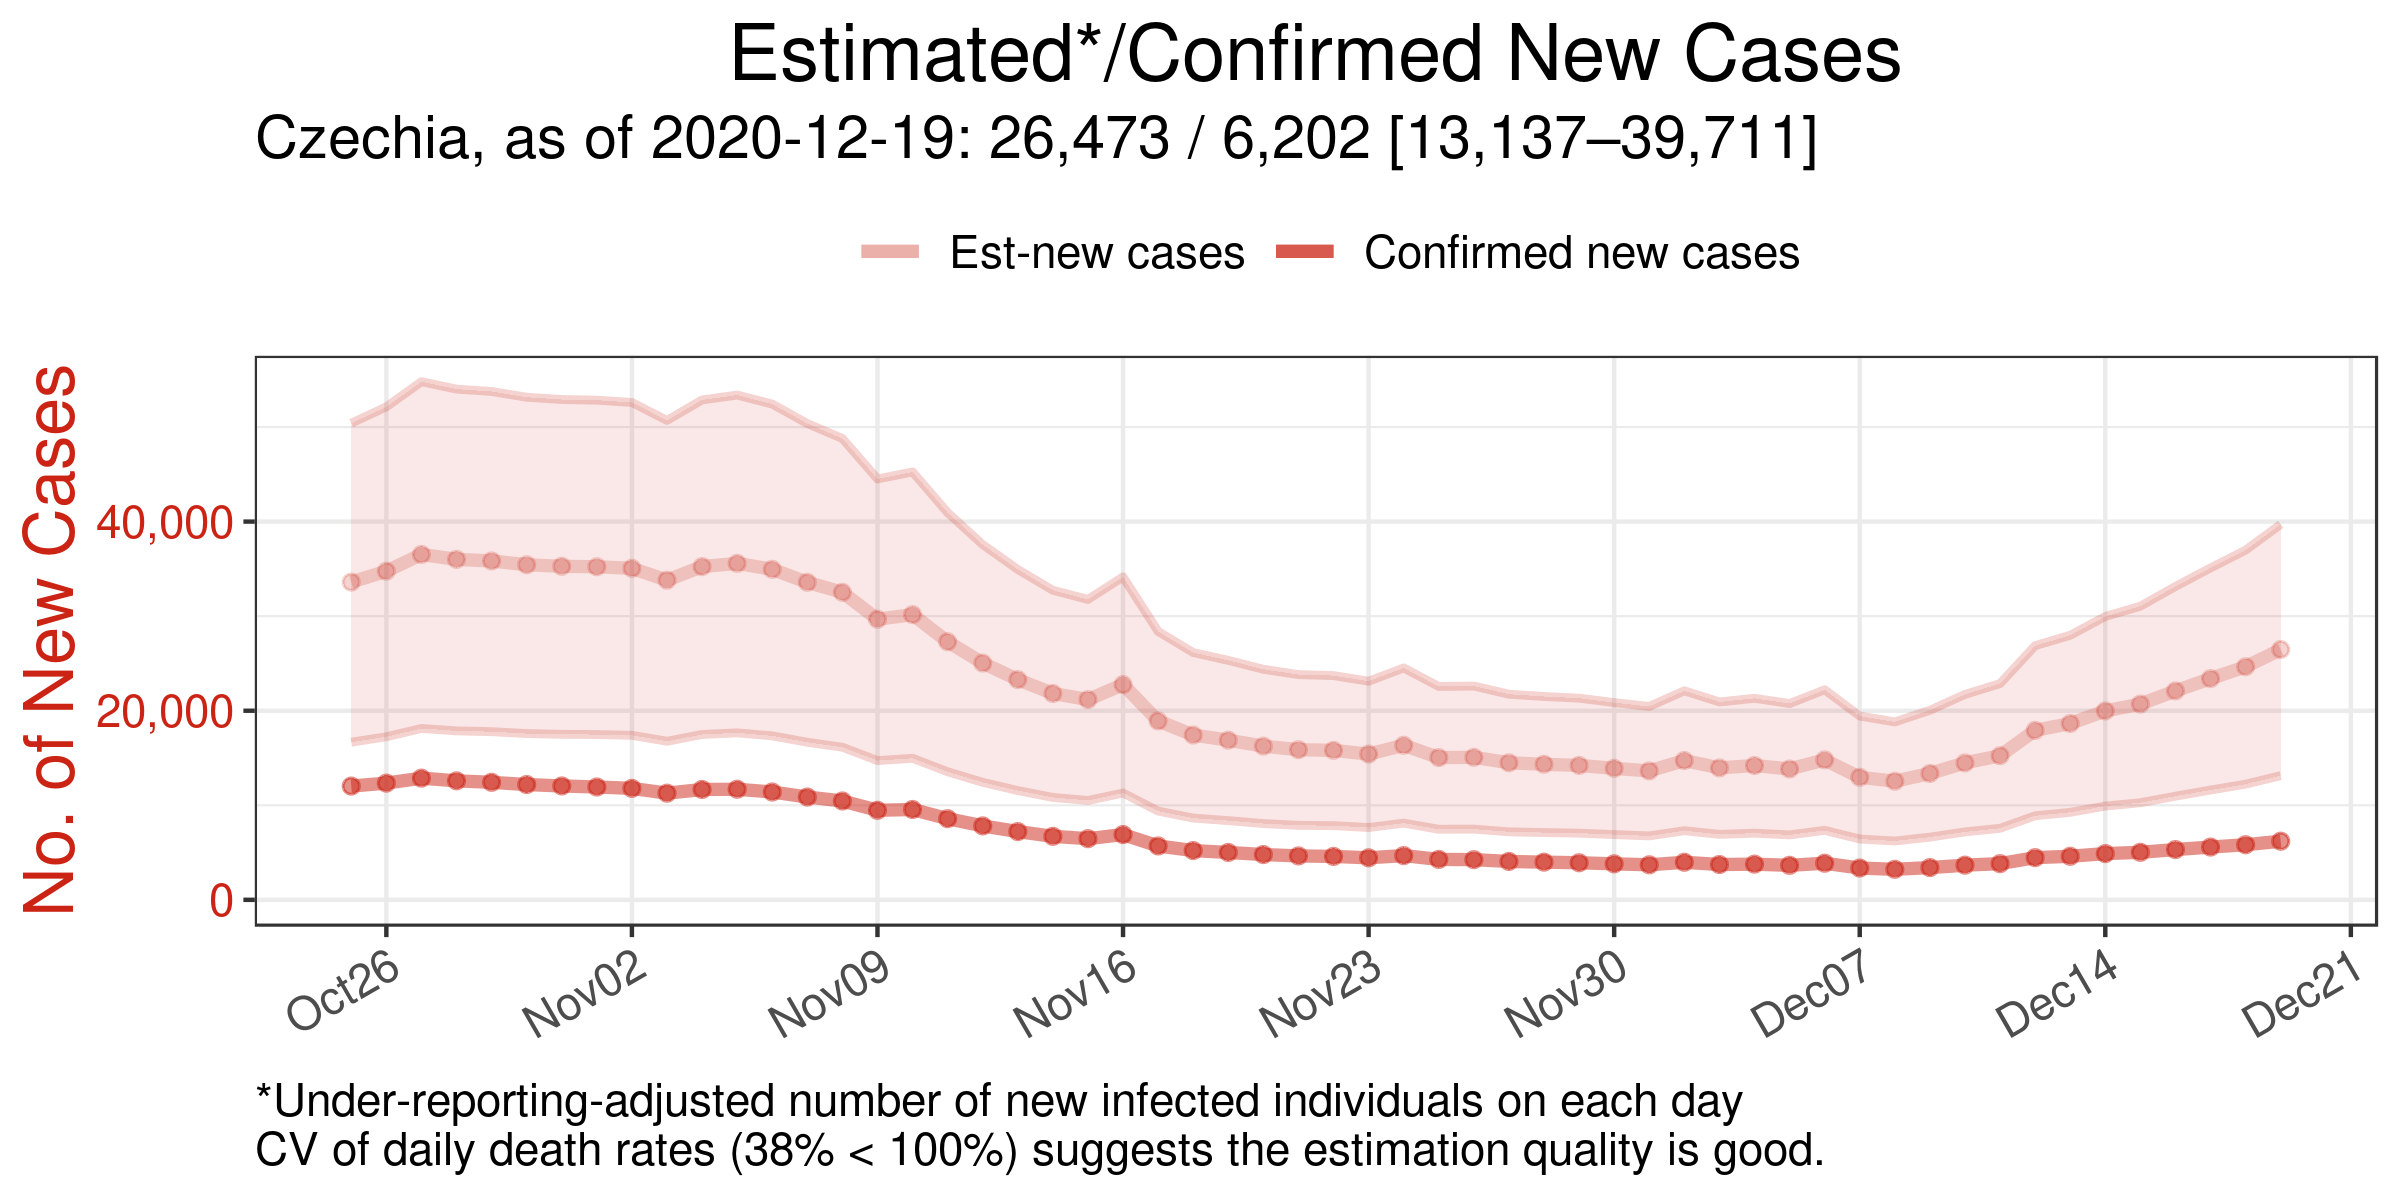 Estimated*/Confirmed New Cases
Czechia, as of 2020-12-19: 26,473 / 6,202 [13,137–39,711]
Est-new cases
Confirmed new cases
No. of New Cases
40,000
20,000
0
Oct26
Nov02
Nov09
Nov16
Nov23
Nov30
Dec07
Dec14
Dec21
*Under-reporting-adjusted number of new infected individuals on each day
CV of daily death rates (38% < 100%) suggests the estimation quality is good.